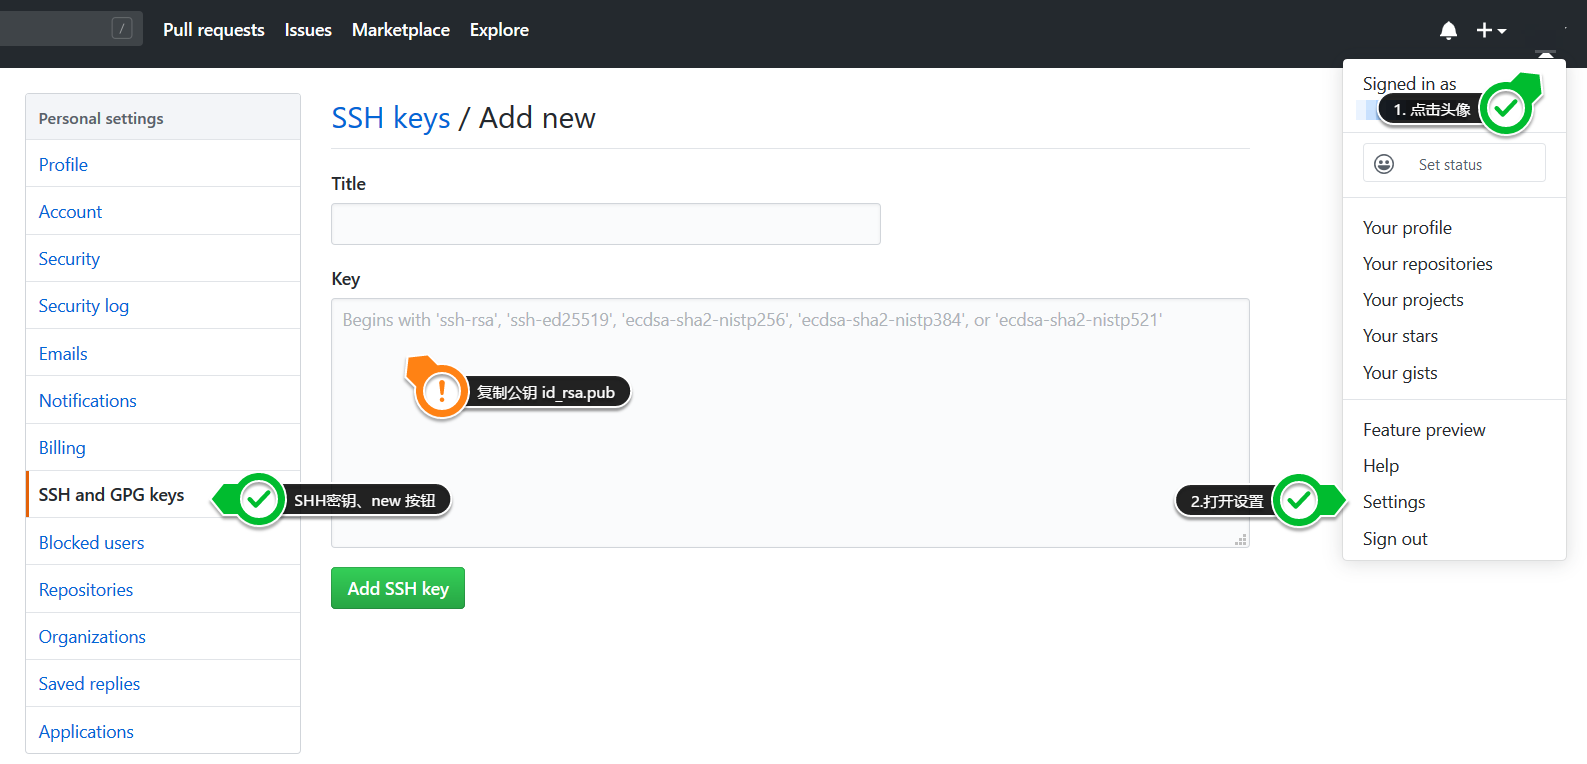 /
Pull requests Issues Marketplace Explore
Personal settings
Profile
Account
Security
Security log
Emails
Notifications
Billing
SSH and GPG keys
SHH密钥、new 按钮
Blocked users
Repositories
Organizations
Saved replies
Applications
SSH keys / Add new
Title
Key
Begins with 'ssh-rsa', 'ssh-ed25519', 'ecdsa-sha2-nistp256', 'ecdsa-sha2-nistp384', or 'ecdsa-sha2-nistp521'
复制公钥 id_rsa.pub
Add SSH key
Signed in as
1. 点击头像
Set status
Your profile
Your repositories
Your projects
Your stars
Your gists
Feature preview
Help
2.打开设置
Settings
Sign out